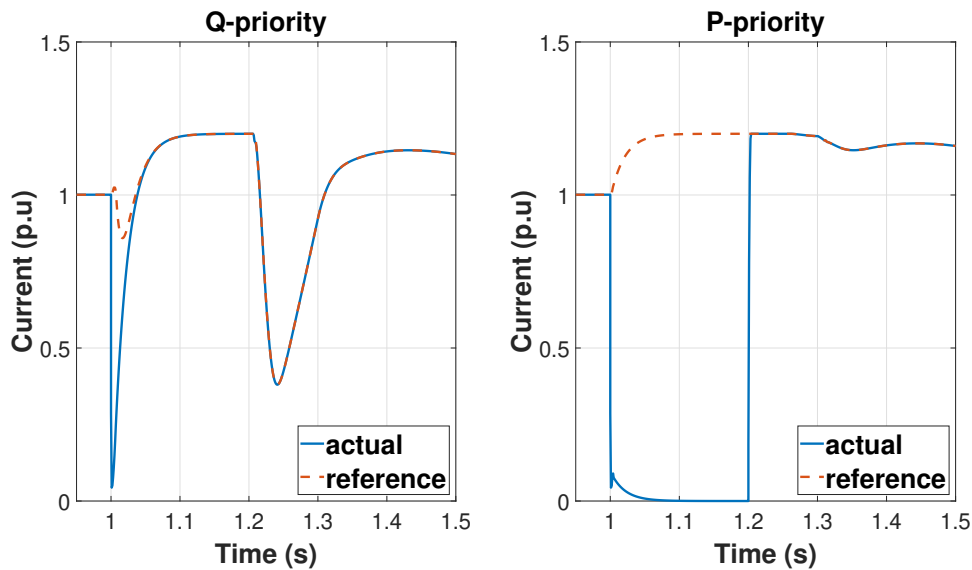 Q-priority
1.5
1
0.5
0
Current (p.u)
1
1.1
1.2
1.3
1.4
1.5
Time (s)
actual
reference
P-priority
1.5
1
0.5
0
Current (p.u)
1
1.1
1.2
1.3
1.4
1.5
Time (s)
actual
reference